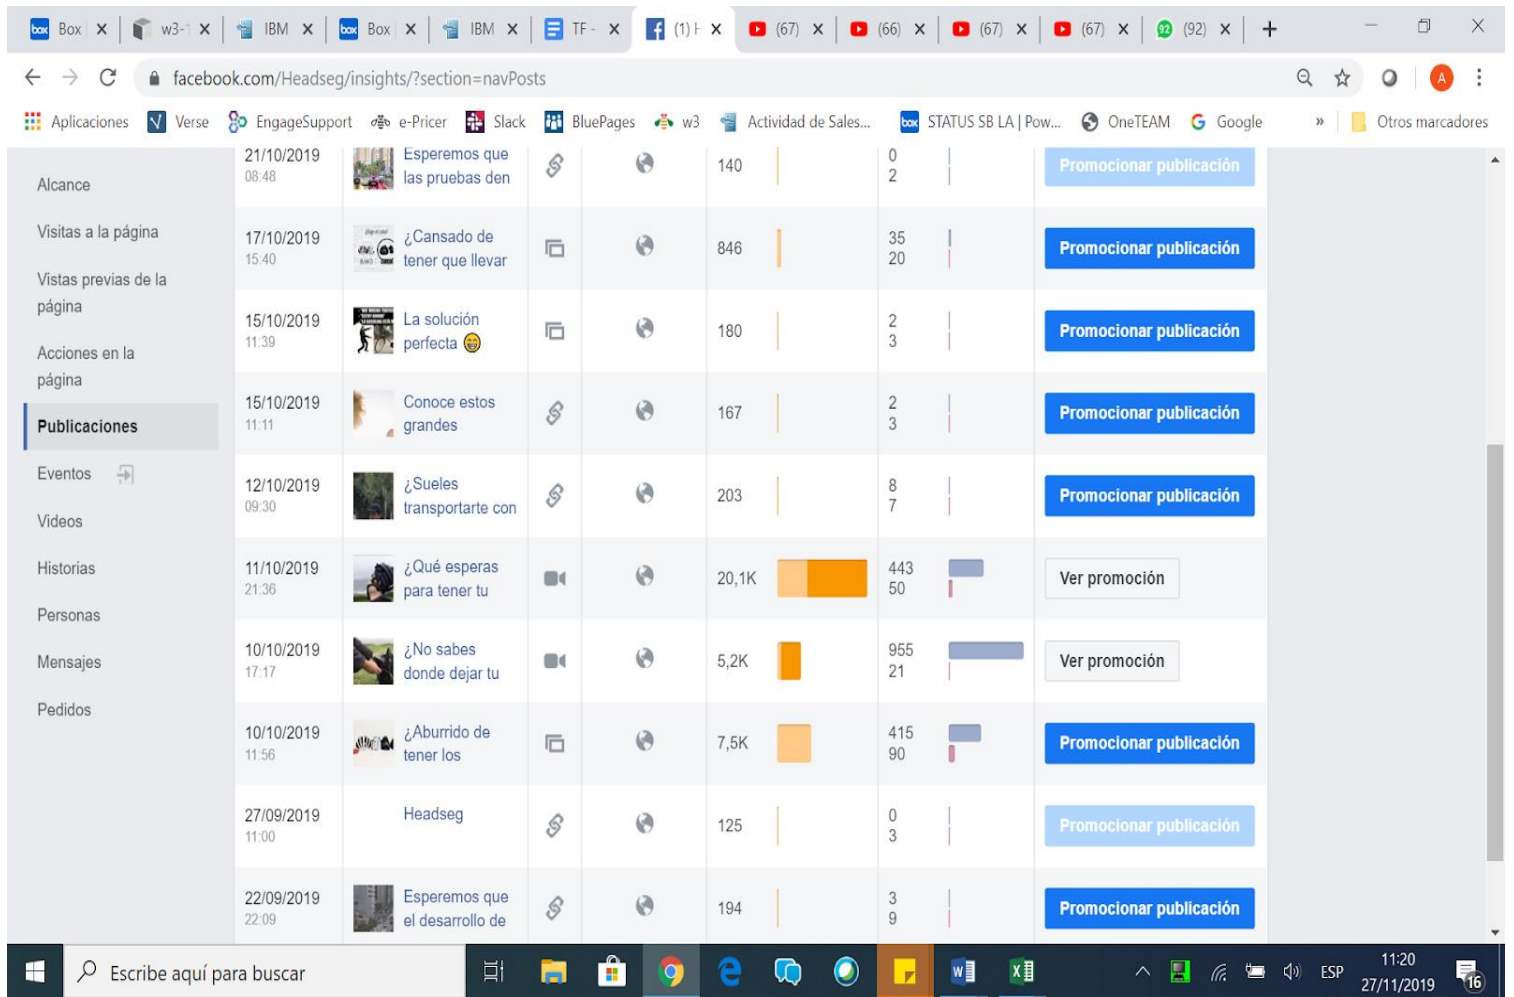 Box
w3-1
IBM
Box
IBM
TF -
(1) H
(67)
(66)
(67)
(67)
(92)
facebook.com/Headseg/insights/?section=navPosts
A
Aplicaciones Verse EngageSupport e-Pricer Slack BluePages w3 Actividad de Sales... STATUS SB LA | Pow... OneTEAM Google » Otros marcadores
Alcance
Visitas a la página
Vistas previas de la
página
Acciones en la
página
Publicaciones
Eventos
Videos
Historias
Personas
Mensajes
Pedidos
21/10/2019
08:48
Esperemos que
las pruebas den
140
0
2
Promocionar publicación
17/10/2019
15:40
¿Cansado de
tener que llevar
846
35
20
Promocionar publicación
15/10/2019
11:39
La solución
perfecta 😄
180
2
3
Promocionar publicación
15/10/2019
11:11
Conoce estos
grandes
167
2
3
Promocionar publicación
12/10/2019
09:30
¿Sueles
transportarte con
203
8
7
Promocionar publicación
11/10/2019
21:36
¿Qué esperas
para tener tu
20,1K
443
50
Ver promoción
10/10/2019
17:17
¿No sabes
donde dejar tu
5,2K
955
21
Ver promoción
10/10/2019
11:56
¿Aburrido de
tener los
7,5K
415
90
Promocionar publicación
27/09/2019
11:00
Headseg
125
0
3
Promocionar publicación
22/09/2019
22:09
Esperemos que
el desarrollo de
194
3
9
Promocionar publicación
Escribe aquí para buscar
ESP
11:20
27/11/2019
16